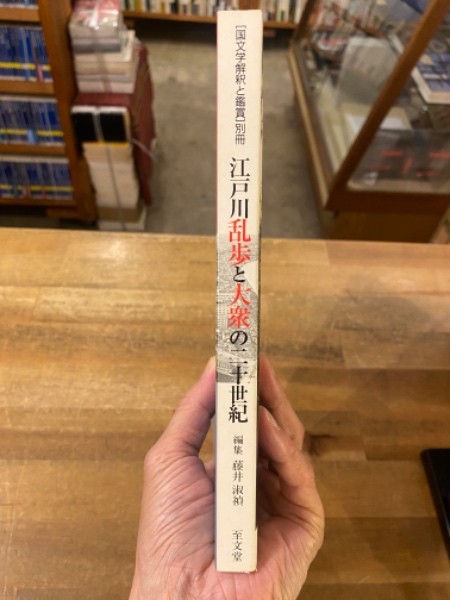 [国文学解釈と鑑賞]別冊
江戸川乱歩と大衆の二十世紀
編集 藤井淑禎
至文堂